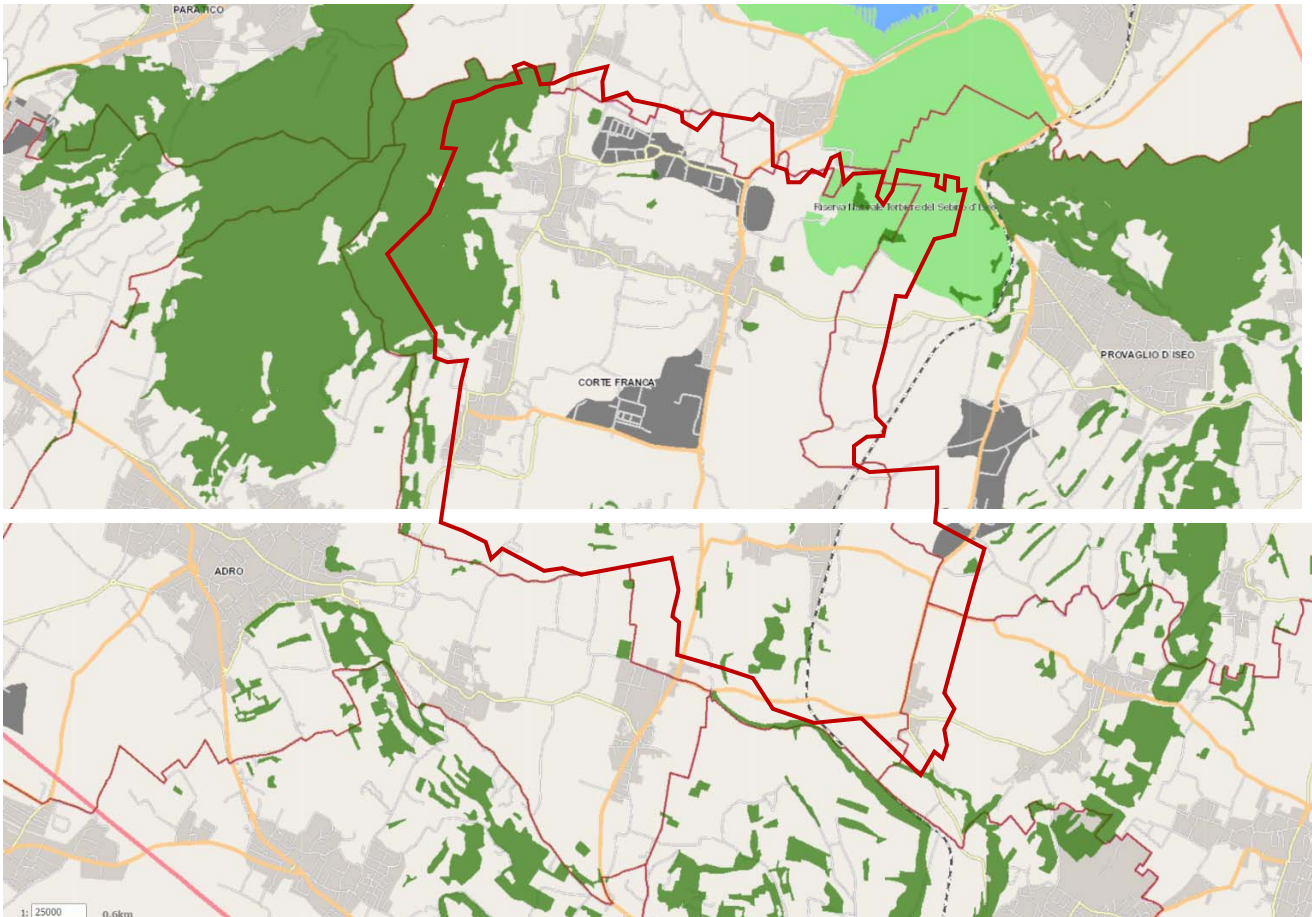 PARATICO
Riserva Naturale Torbiere del Sebino d' Iseo
PROVAGLIO D'ISEO
CORTE FRANCA
ADRO
1: 25000 0.6km